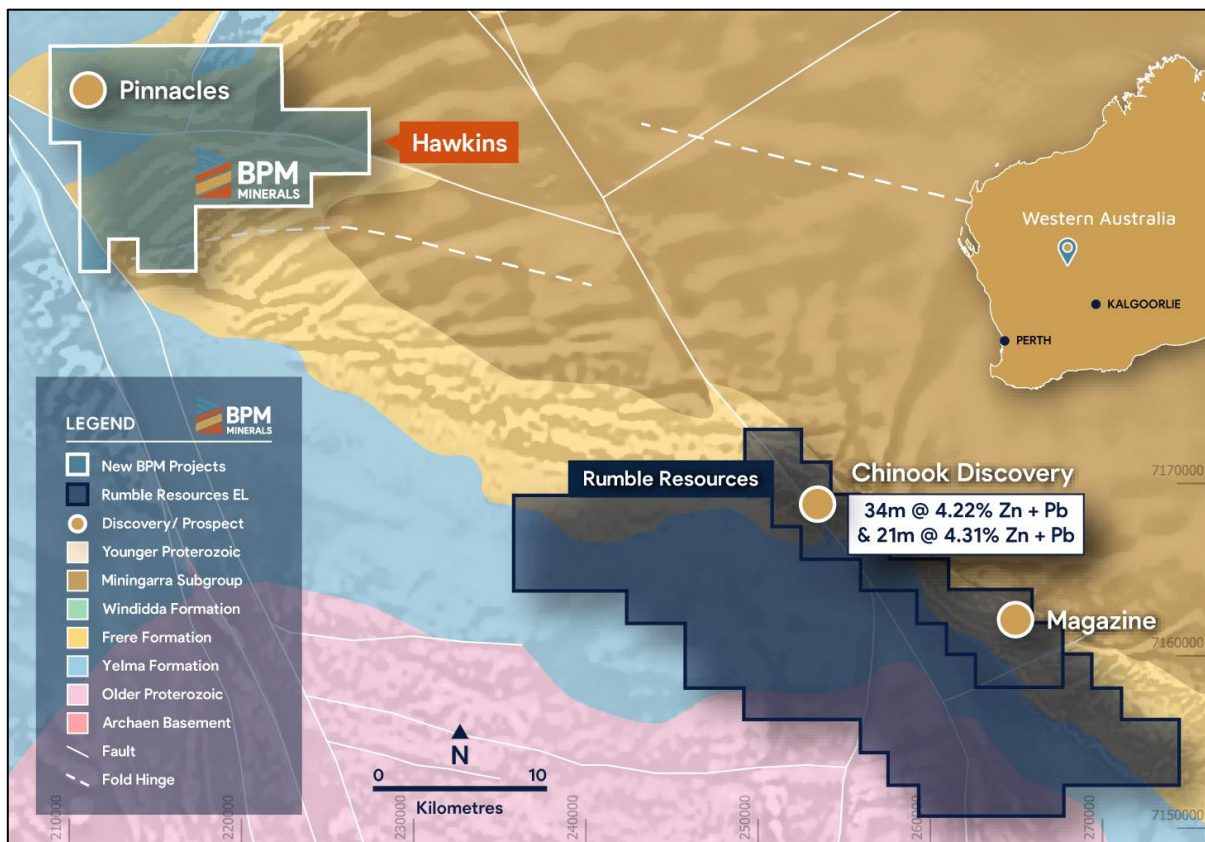 Pinnacles
BPM
MINERALS
Hawkins
Western Australia
KALGOORLIE
PERTH
LEGEND
BPM
MINERALS
New BPM Projects
Rumble Resources EL
Discovery/ Prospect
Younger Proterozoic
Miningarra Subgroup
Windidda Formation
Frere Formation
Yelma Formation
Older Proterozoic
Archaen Basement
Fault
Fold Hinge
Rumble Resources
Chinook Discovery
34m @ 4.22% Zn + Pb
& 21m @ 4.31% Zn + Pb
Magazine
7170000
7160000
7150000
N
0 10
Kilometres
210000
220000
230000
240000
250000
260000
270000